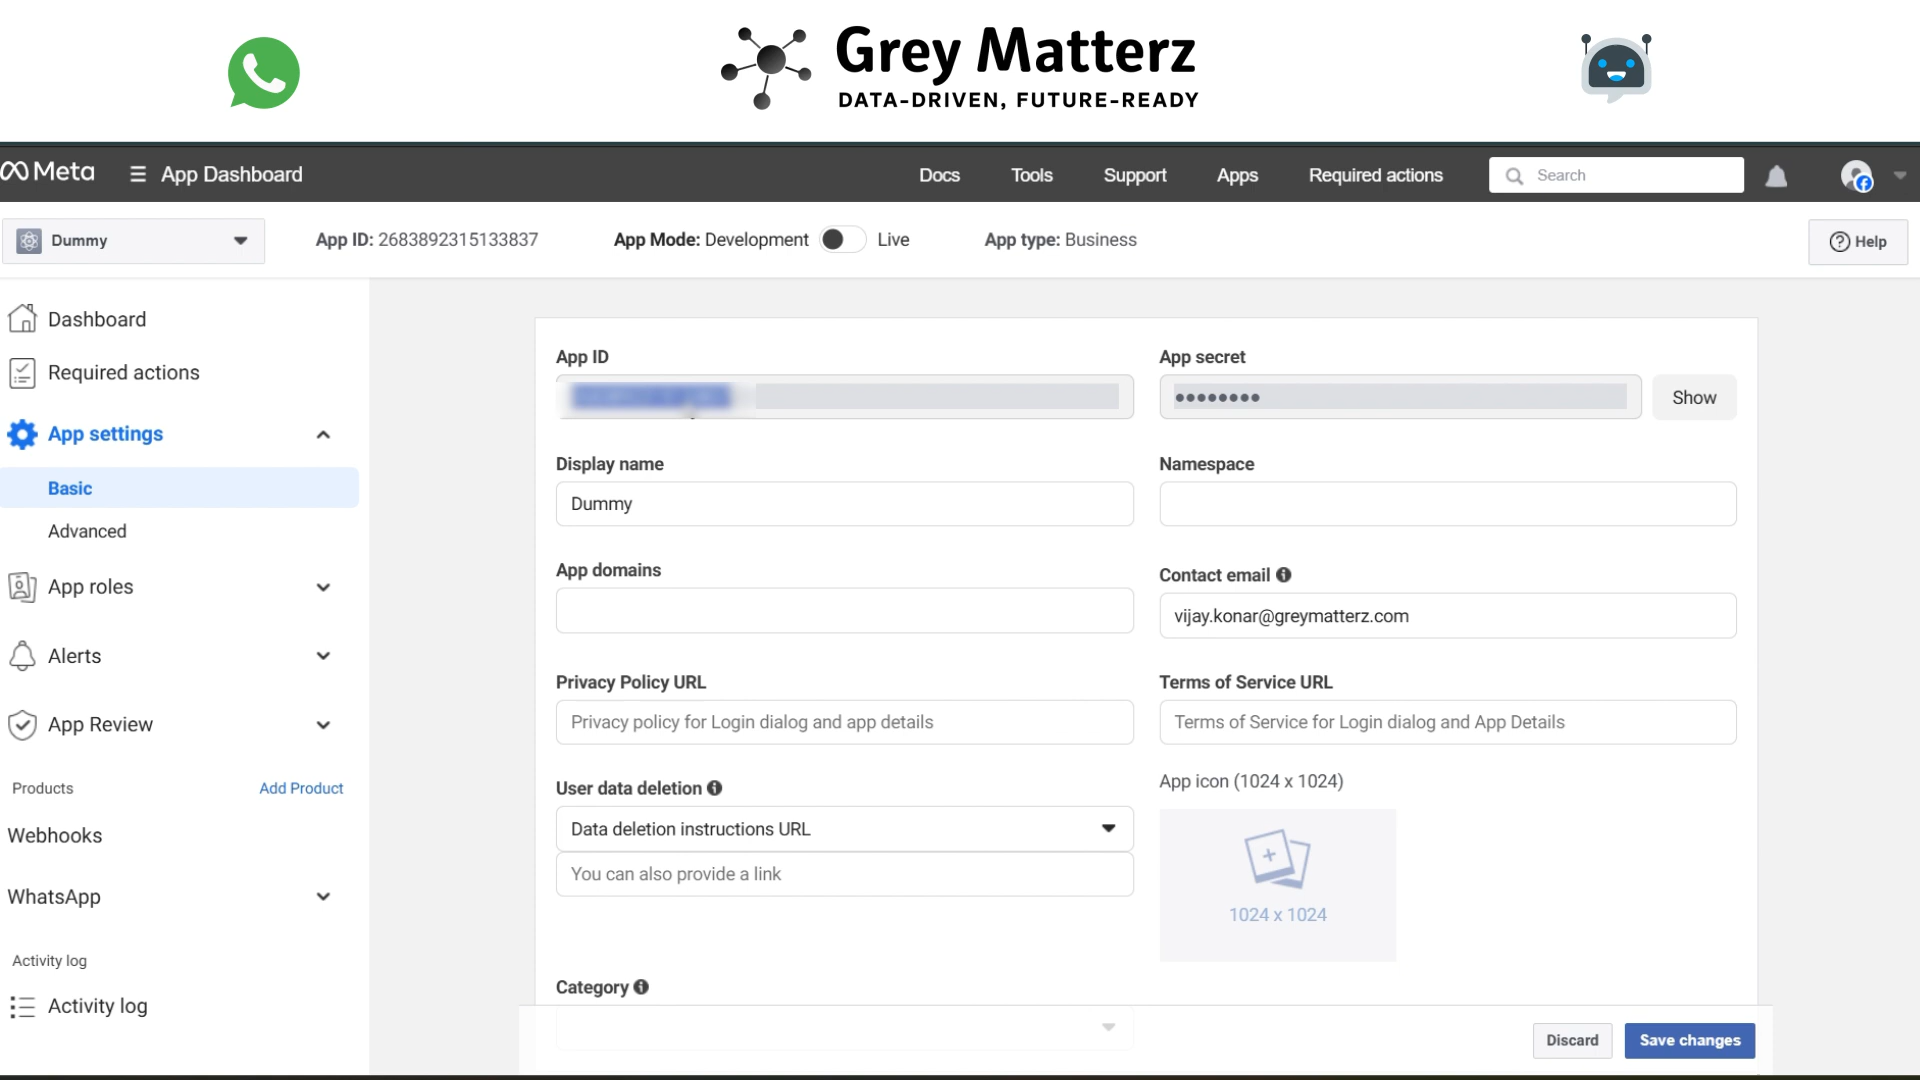 Grey Matterz
DATA-DRIVEN, FUTURE-READY
Meta
App Dashboard
Docs
Tools
Support
Apps
Required actions
Search
Dummy
App ID: 2683892315133837
App Mode: Development
Live
App type: Business
Help
Dashboard
Required actions
App settings
Basic
Advanced
App roles
Alerts
App Review
Products
Add Product
Webhooks
WhatsApp
Activity log
Activity log
App ID
App secret
••••••••
Show
Display name
Dummy
Namespace
App domains
Contact email
vijay.konar@greymatterz.com
Privacy Policy URL
Privacy policy for Login dialog and app details
Terms of Service URL
Terms of Service for Login dialog and App Details
User data deletion
Data deletion instructions URL
You can also provide a link
App icon (1024 x 1024)
1024 x 1024
Category
Discard
Save changes